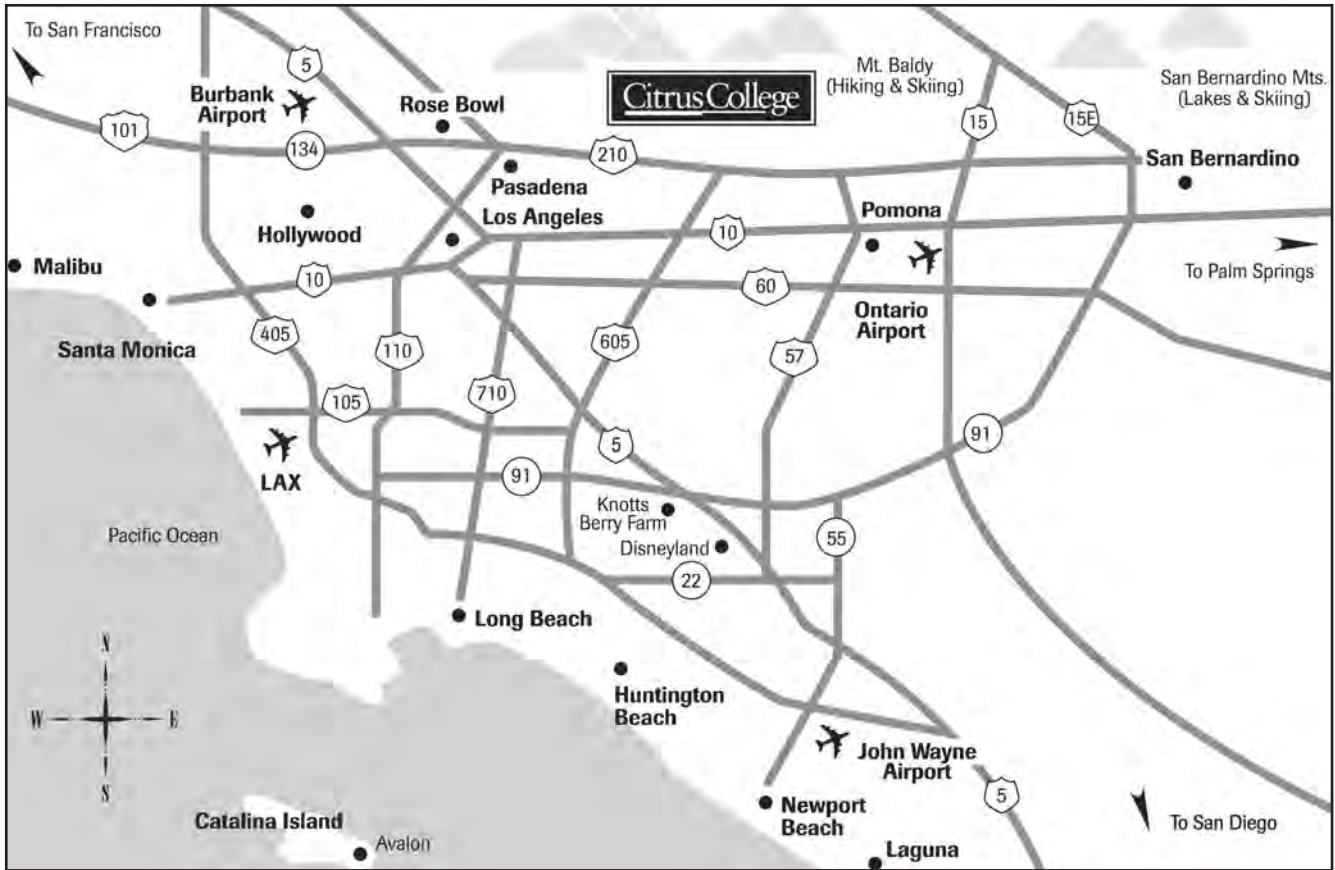 To San Francisco
5
Burbank
Airport
Rose Bowl
Citrus College
Mt. Baldy
(Hiking & Skiing)
San Bernardino Mts.
(Lakes & Skiing)
101
134
210
15
15E
San Bernardino
Pasadena
Los Angeles
Hollywood
Pomona
10
Malibu
10
60
To Palm Springs
Ontario
Airport
Santa Monica
405
110
605
57
710
105
5
91
LAX
91
Knotts
Berry Farm
Pacific Ocean
Disneyland
55
22
Long Beach
N
W
E
S
Huntington
Beach
John Wayne
Airport
5
Newport
Beach
To San Diego
Catalina Island
Avalon
Laguna